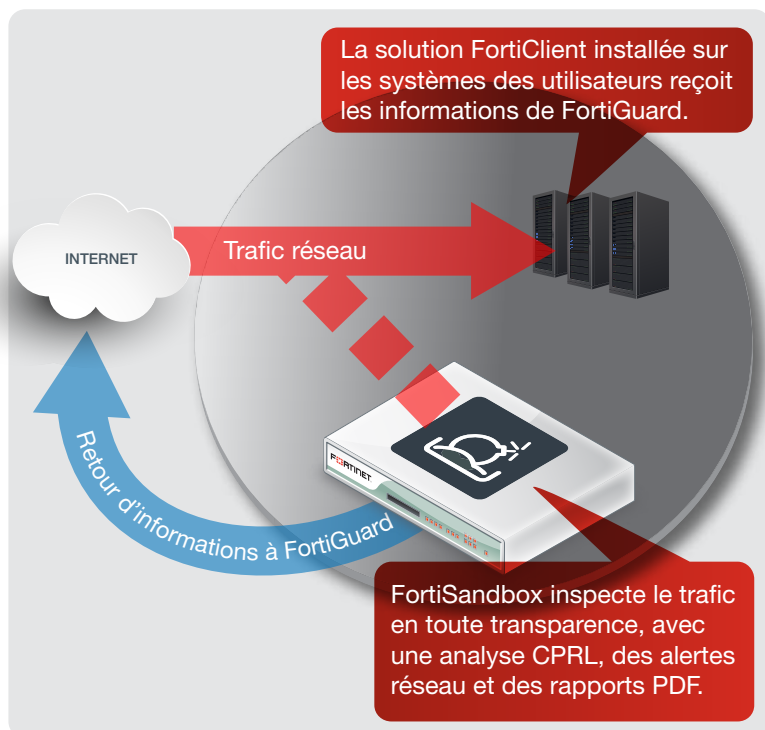 La solution FortiClient installée sur
les systèmes des utilisateurs reçoit
les informations de FortiGuard.
INTERNET
Trafic réseau
FORTINET
Retour d'informations à FortiGuard
FortiSandbox inspecte le trafic
en toute transparence, avec
une analyse CPRL, des alertes
réseau et des rapports PDF.